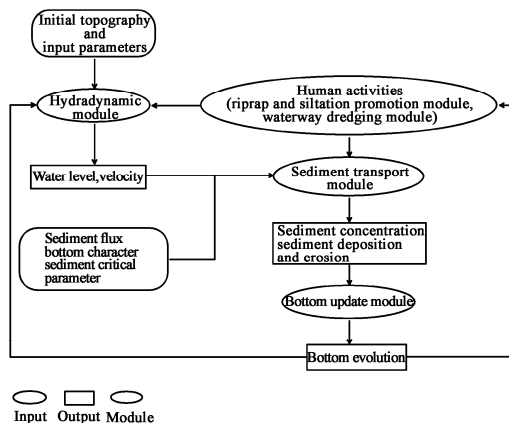 Initial topography and
input parameters
Hydradynamic
module
Human activities
(riprap and siltation promotion module,
waterway dredging module)
Water level,velocity
Sediment transport
module
Sediment flux
bottom character
sediment critical
parameter
Sediment concentration
sediment deposition
and erosion
Bottom update module
Bottom evolution
Input Output Module